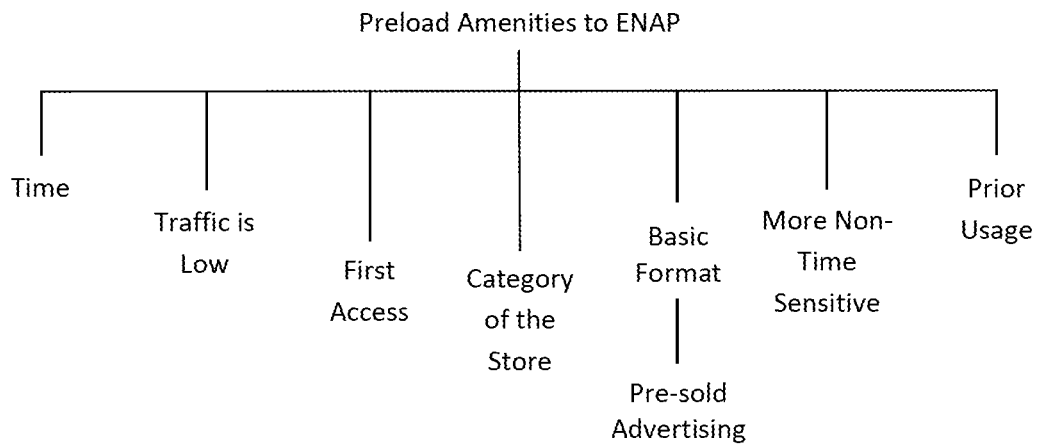 Preload Amenities to ENAP
Time
Traffic is
Low
First
Access
Category
of the
Store
Basic
Format
Pre-sold
Advertising
More Non-
Time
Sensitive
Prior
Usage